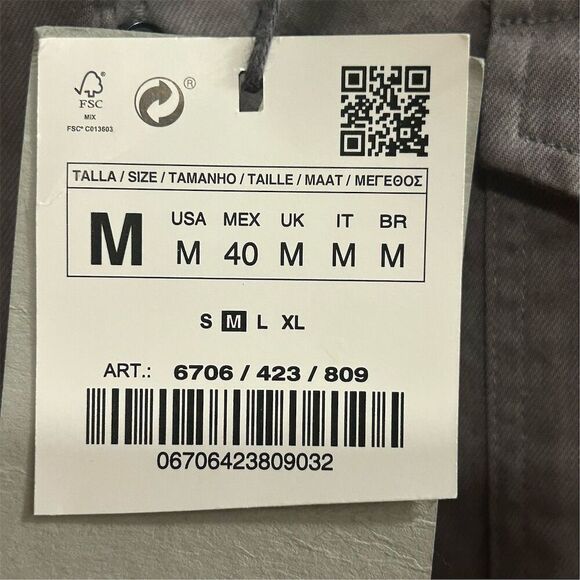 FSC
MIX
FSC® C013603
®
TALLA / SIZE / TAMANHO / TAILLE / MAAT / ΜΕΓΕΘΟΣ
M
USA MEX UK IT BR
M 40 M M M
S M L XL
ART.: 6706 / 423 / 809
06706423809032